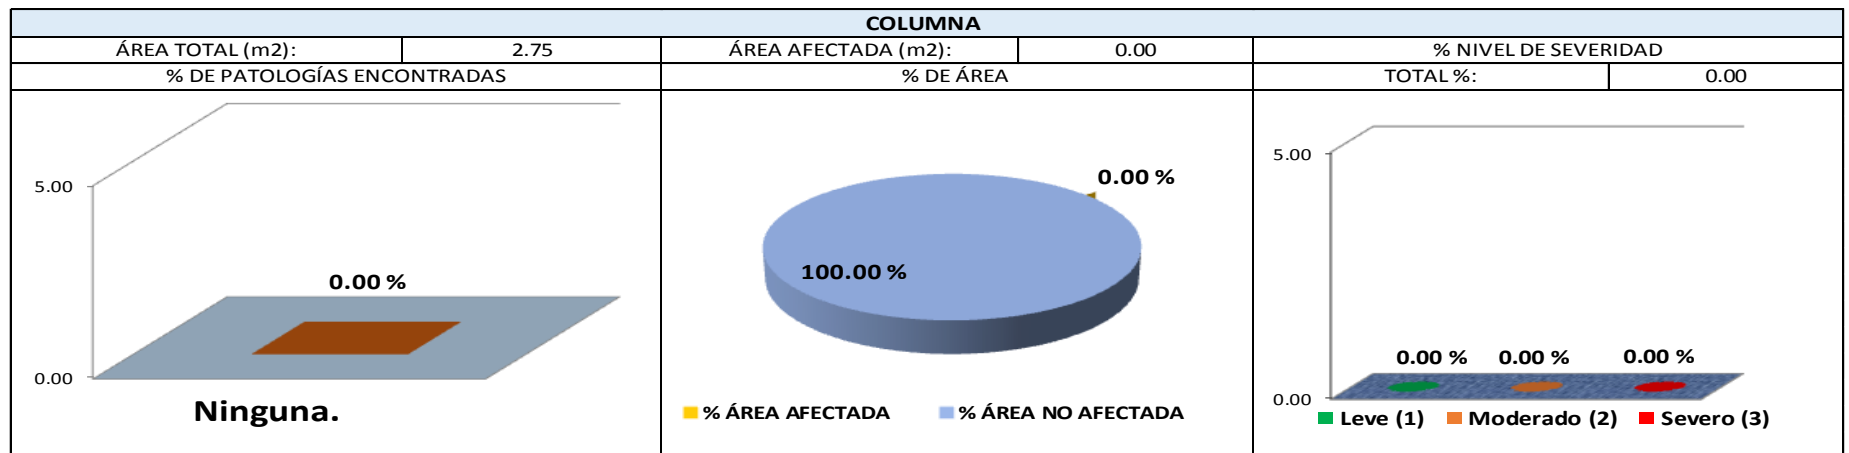 COLUMNA
ÁREA TOTAL (m2): 2.75 ÁREA AFECTADA (m2): 0.00 % NIVEL DE SEVERIDAD
% DE PATOLOGÍAS ENCONTRADAS % DE ÁREA TOTAL %: 0.00
5.00
0.00 %
0.00
Ninguna.
0.00 %
100.00 %
% ÁREA AFECTADA % ÁREA NO AFECTADA
5.00
0.00 % 0.00 % 0.00 %
0.00
Leve (1) Moderado (2) Severo (3)